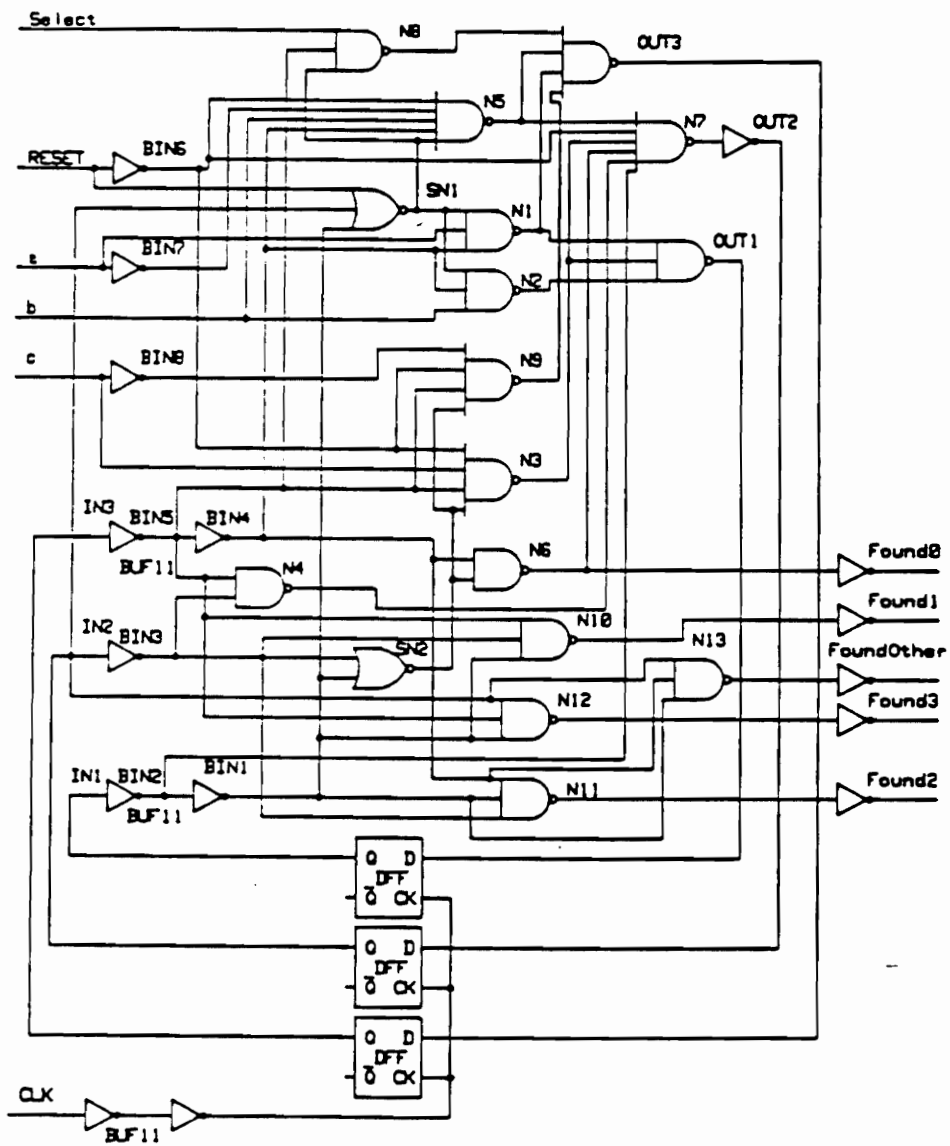 Select
N8
OUT3
N5
N7
OUT2
BIN6
RESET
SN1
N1
BIN7
OUT1
N2
b
c
BIN8
N9
N3
IN3
BIN5
BIN4
N6
Found0
BUF11
N4
N10
Found1
IN2
BIN3
SN2
N13
FoundOther
N12
Found3
IN1
BIN2
BIN1
N11
Found2
BUF11
Q D
DFF
Q CK
Q D
DFF
Q CK
Q D
DFF
Q CK
CLK
BUF11